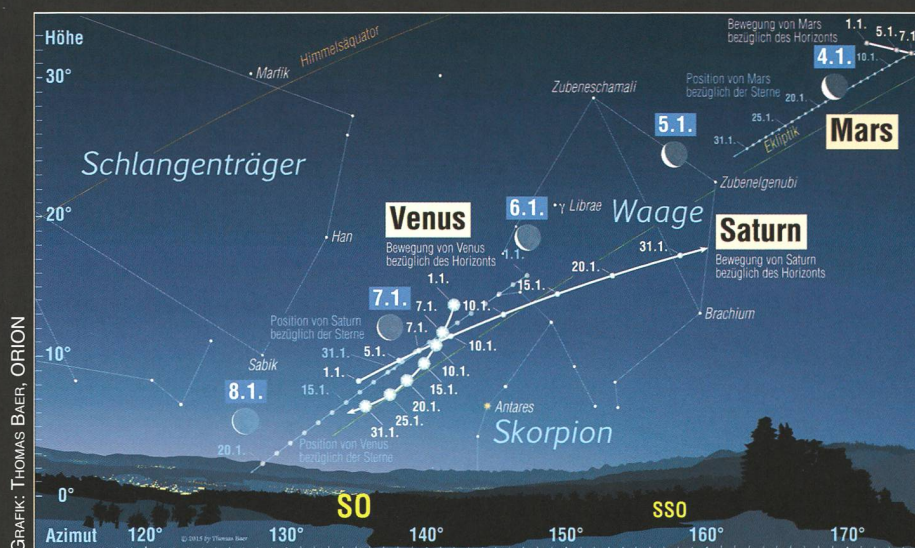 Höhe
30°
20°
10°
0°
Azimut
120°
130°
140°
150°
160°
170°
GRAFIK: THOMAS BAER, ORION
© 2015 by Thomas Baer
Himmelsäquator
Marfik
Schlangenträger
Han
Sabik
Bewegung von Mars
bezüglich des Horizonts
1.1.
5.1.
7.1
4.1.
10.1.
Position von Mars
bezüglich der Sterne
20.1.
25.1.
31.1.
Ekliptik
Mars
Zubeneschamali
5.1.
Zubenelgenubi
γ Librae
Waage
6.1.
1.1.
Venus
Bewegung von Venus
bezüglich des Horizonts
1.1.
7.1.
10.1.
15.1.
20.1.
31.1.
Saturn
Bewegung von Saturn
bezüglich des Horizonts
Brachium
7.1.
Position von Saturn
bezüglich der Sterne
7.1.
31.1.
5.1.
1.1.
15.1.
10.1.
10.1.
15.1.
20.1.
25.1.
31.1.
8.1.
20.1.
Position von Venus
bezüglich der Sterne
Antares
Skorpion
SO
SSO